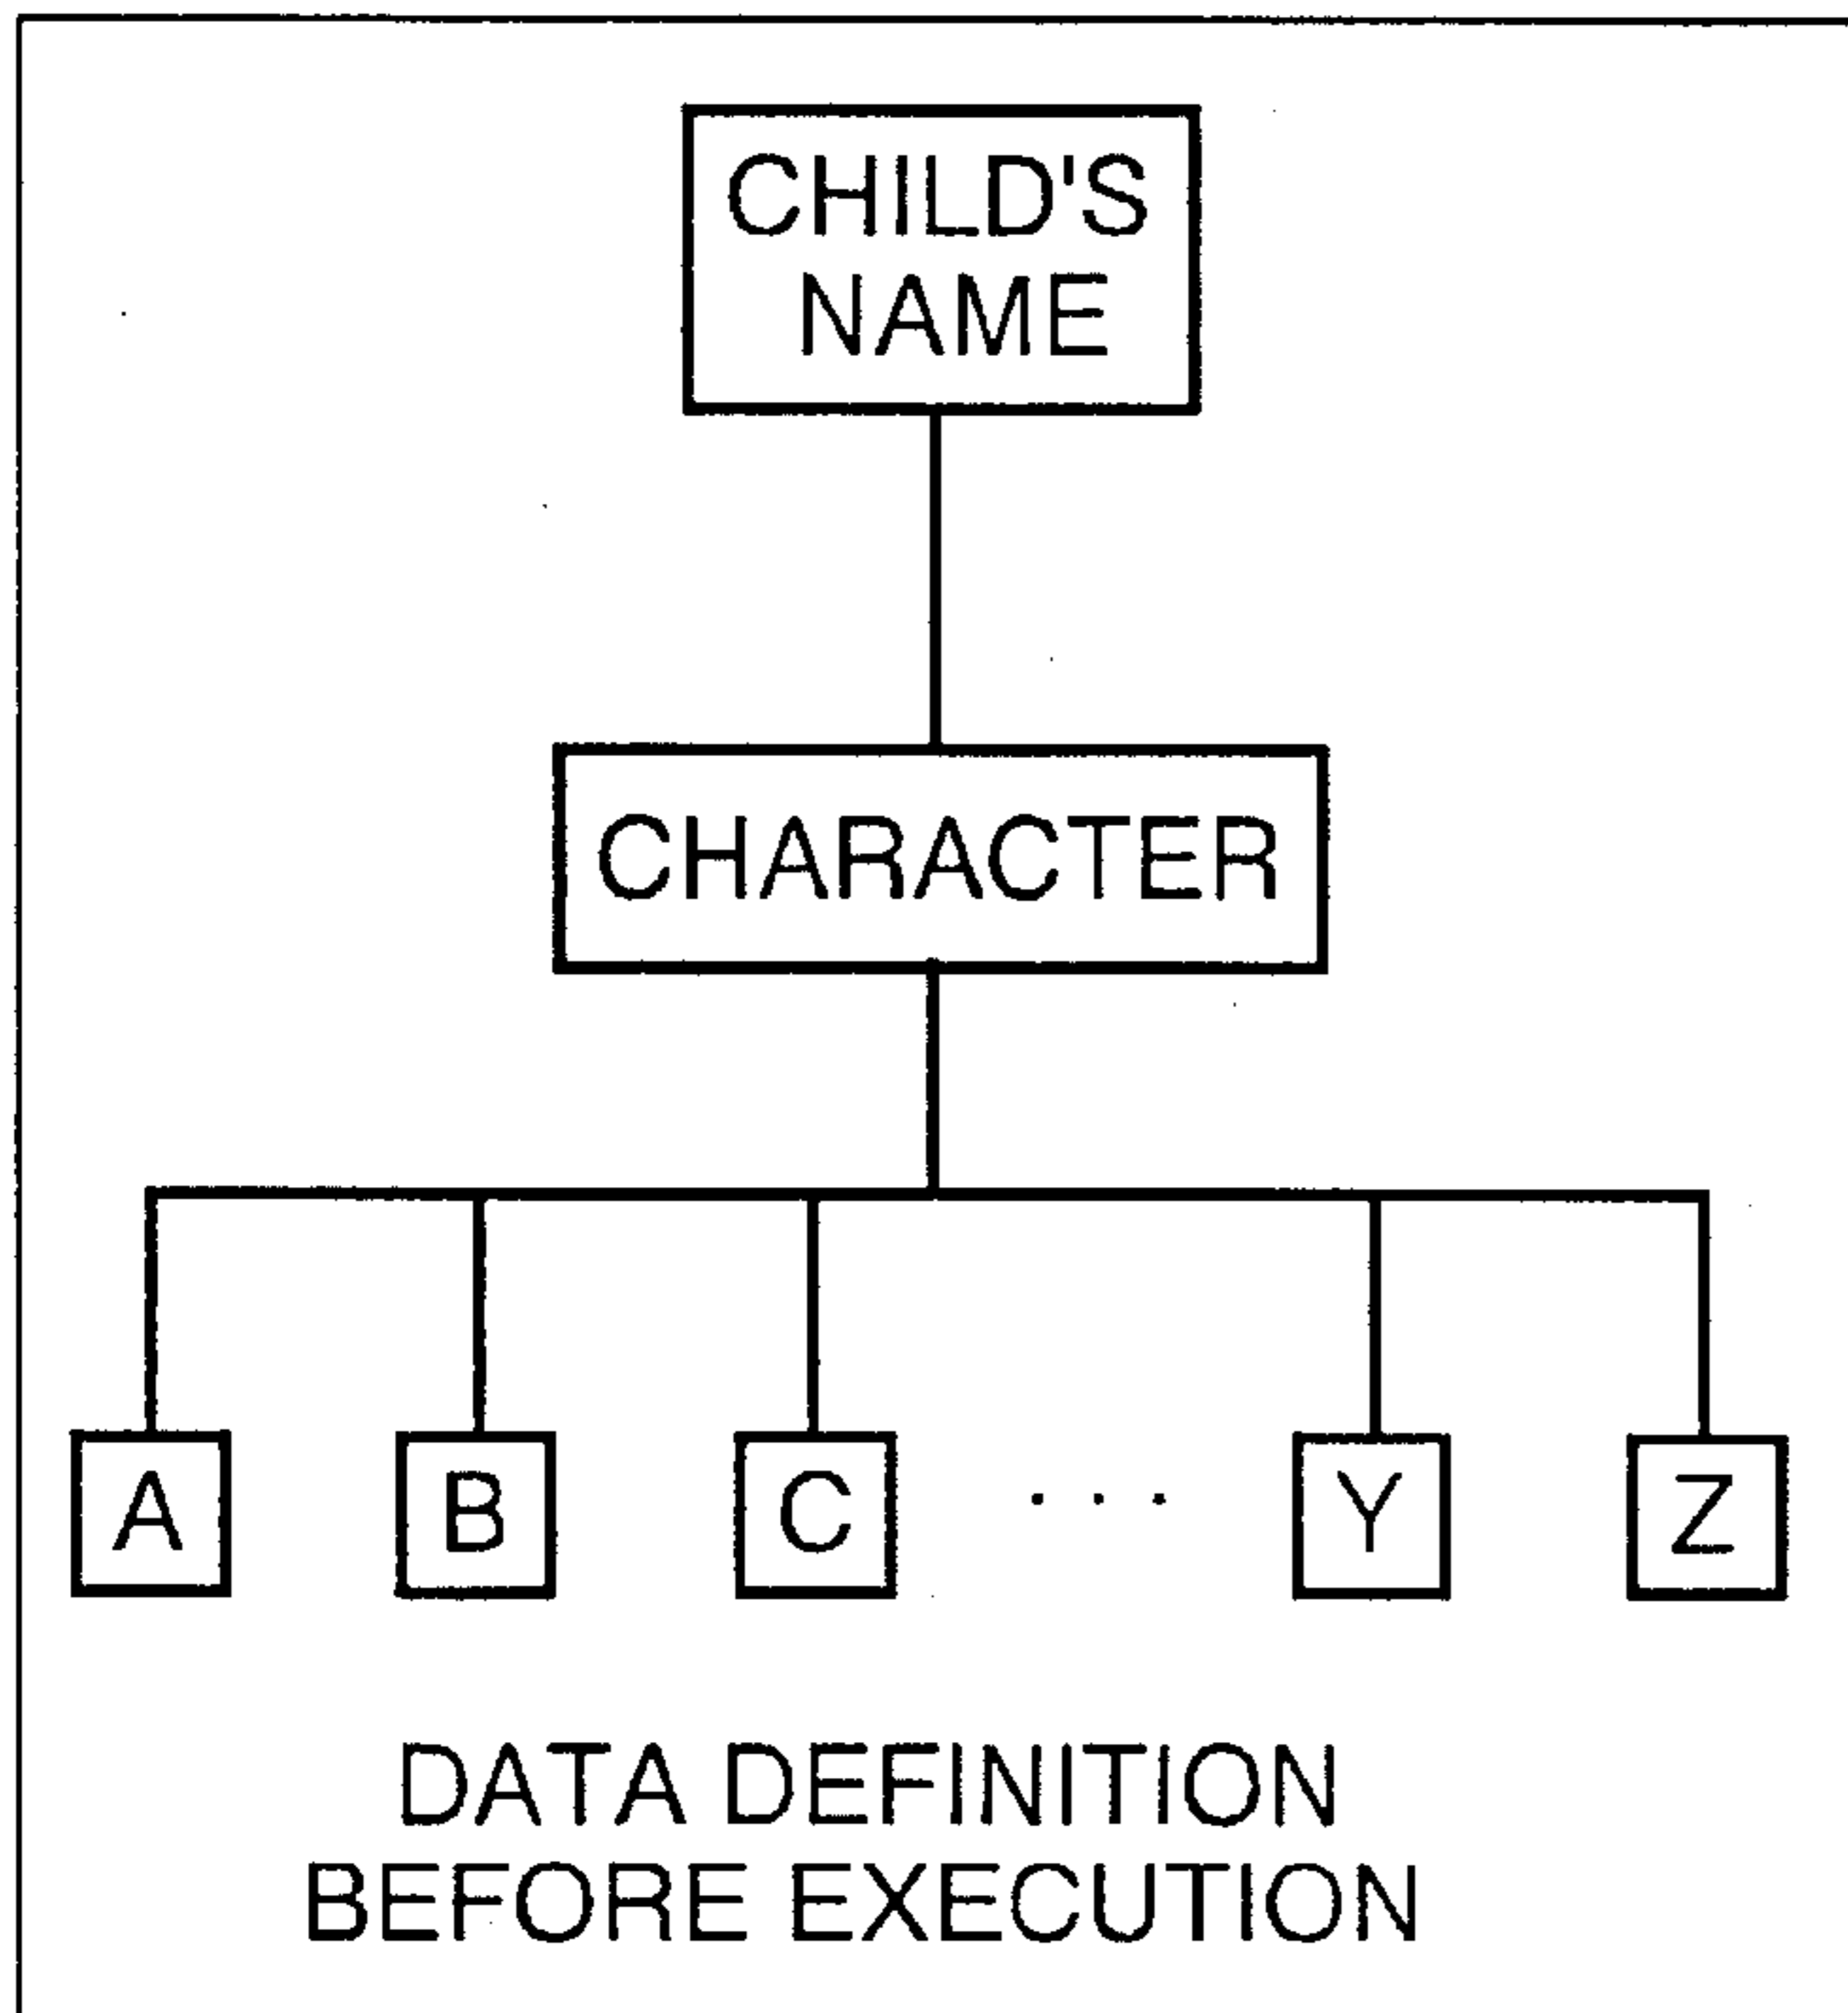 CHILD'S
NAME
CHARACTER
A B C . . . Y Z
DATA DEFINITION
BEFORE EXECUTION